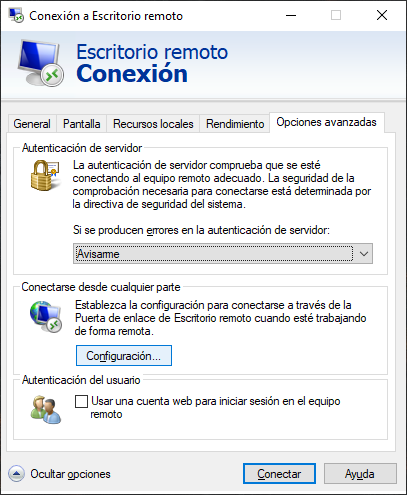 Conexión a Escritorio remoto
Escritorio remoto
Conexión
General Pantalla Recursos locales Rendimiento Opciones avanzadas
Autenticación de servidor
La autenticación de servidor comprueba que se esté
conectando al equipo remoto adecuado. La seguridad de la
comprobación necesaria para conectarse está determinada por
la directiva de seguridad del sistema.
Si se producen errores en la autenticación de servidor:
Avisarme
Conectarse desde cualquier parte
Establezca la configuración para conectarse a través de la
Puerta de enlace de Escritorio remoto cuando esté trabajando
de forma remota.
Configuración...
Autenticación del usuario
Usar una cuenta web para iniciar sesión en el equipo
remoto
Ocultar opciones Conectar Ayuda